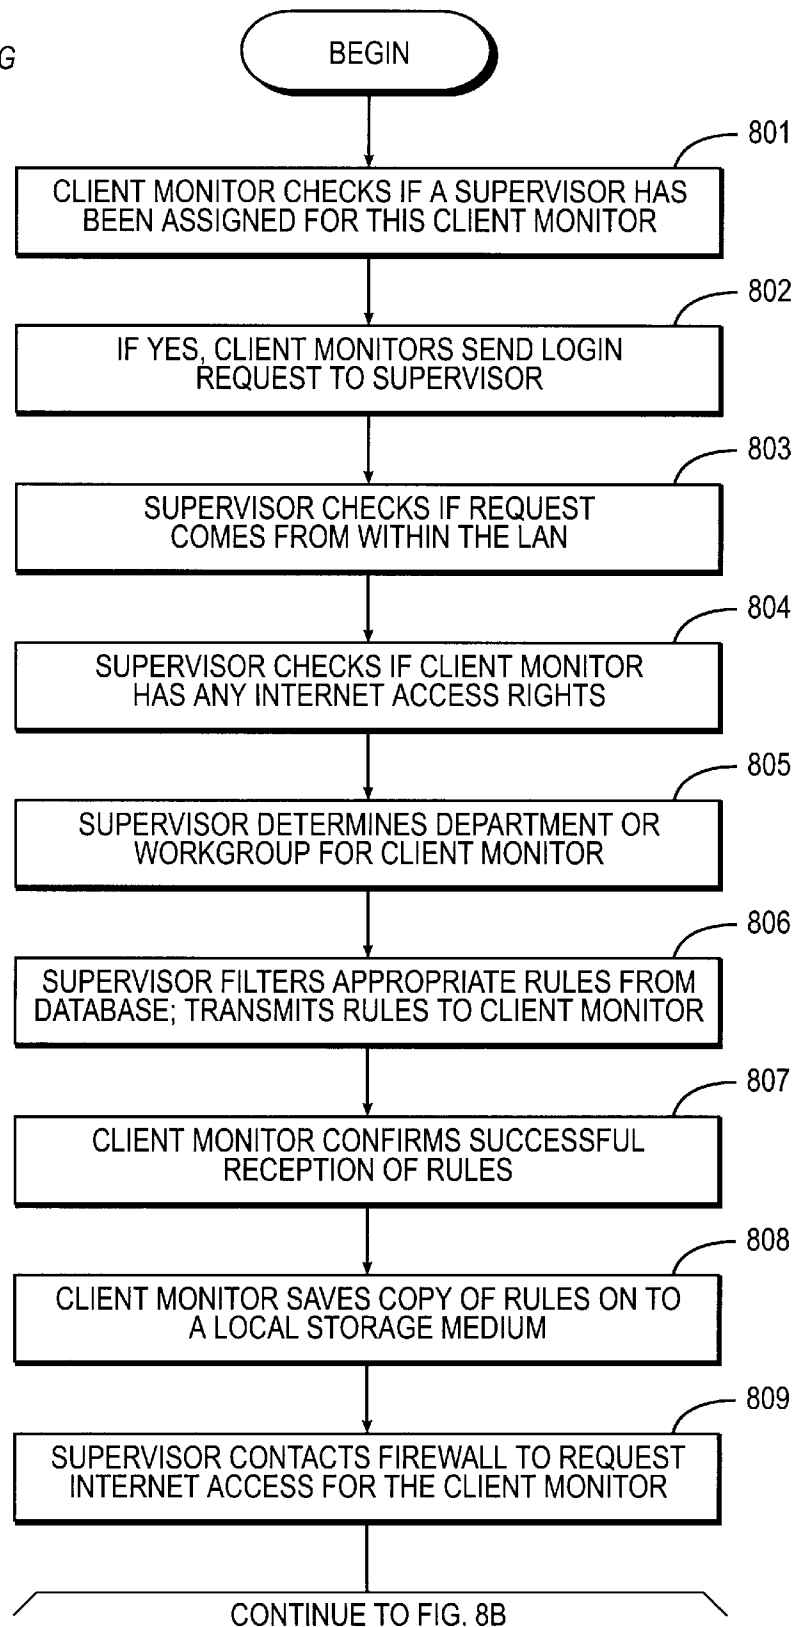 G
BEGIN
801
CLIENT MONITOR CHECKS IF A SUPERVISOR HAS
BEEN ASSIGNED FOR THIS CLIENT MONITOR
802
IF YES, CLIENT MONITORS SEND LOGIN
REQUEST TO SUPERVISOR
803
SUPERVISOR CHECKS IF REQUEST
COMES FROM WITHIN THE LAN
804
SUPERVISOR CHECKS IF CLIENT MONITOR
HAS ANY INTERNET ACCESS RIGHTS
805
SUPERVISOR DETERMINES DEPARTMENT OR
WORKGROUP FOR CLIENT MONITOR
806
SUPERVISOR FILTERS APPROPRIATE RULES FROM
DATABASE; TRANSMITS RULES TO CLIENT MONITOR
807
CLIENT MONITOR CONFIRMS SUCCESSFUL
RECEPTION OF RULES
808
CLIENT MONITOR SAVES COPY OF RULES ON TO
A LOCAL STORAGE MEDIUM
809
SUPERVISOR CONTACTS FIREWALL TO REQUEST
INTERNET ACCESS FOR THE CLIENT MONITOR
CONTINUE TO FIG. 8B